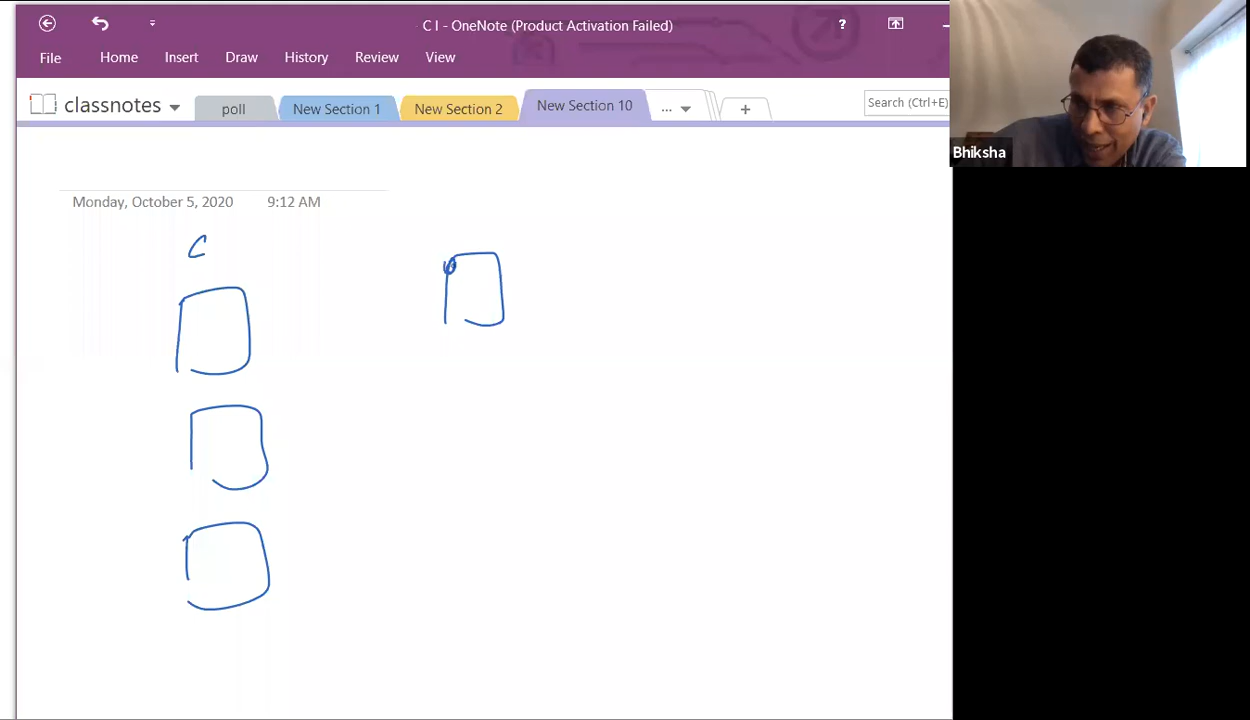 C I - OneNote (Product Activation Failed)
?
File Home Insert Draw History Review View
classnotes poll New Section 1 New Section 2 New Section 10 ... + Search (Ctrl+E)
Bhiksha
Monday, October 5, 2020 9:12 AM
C